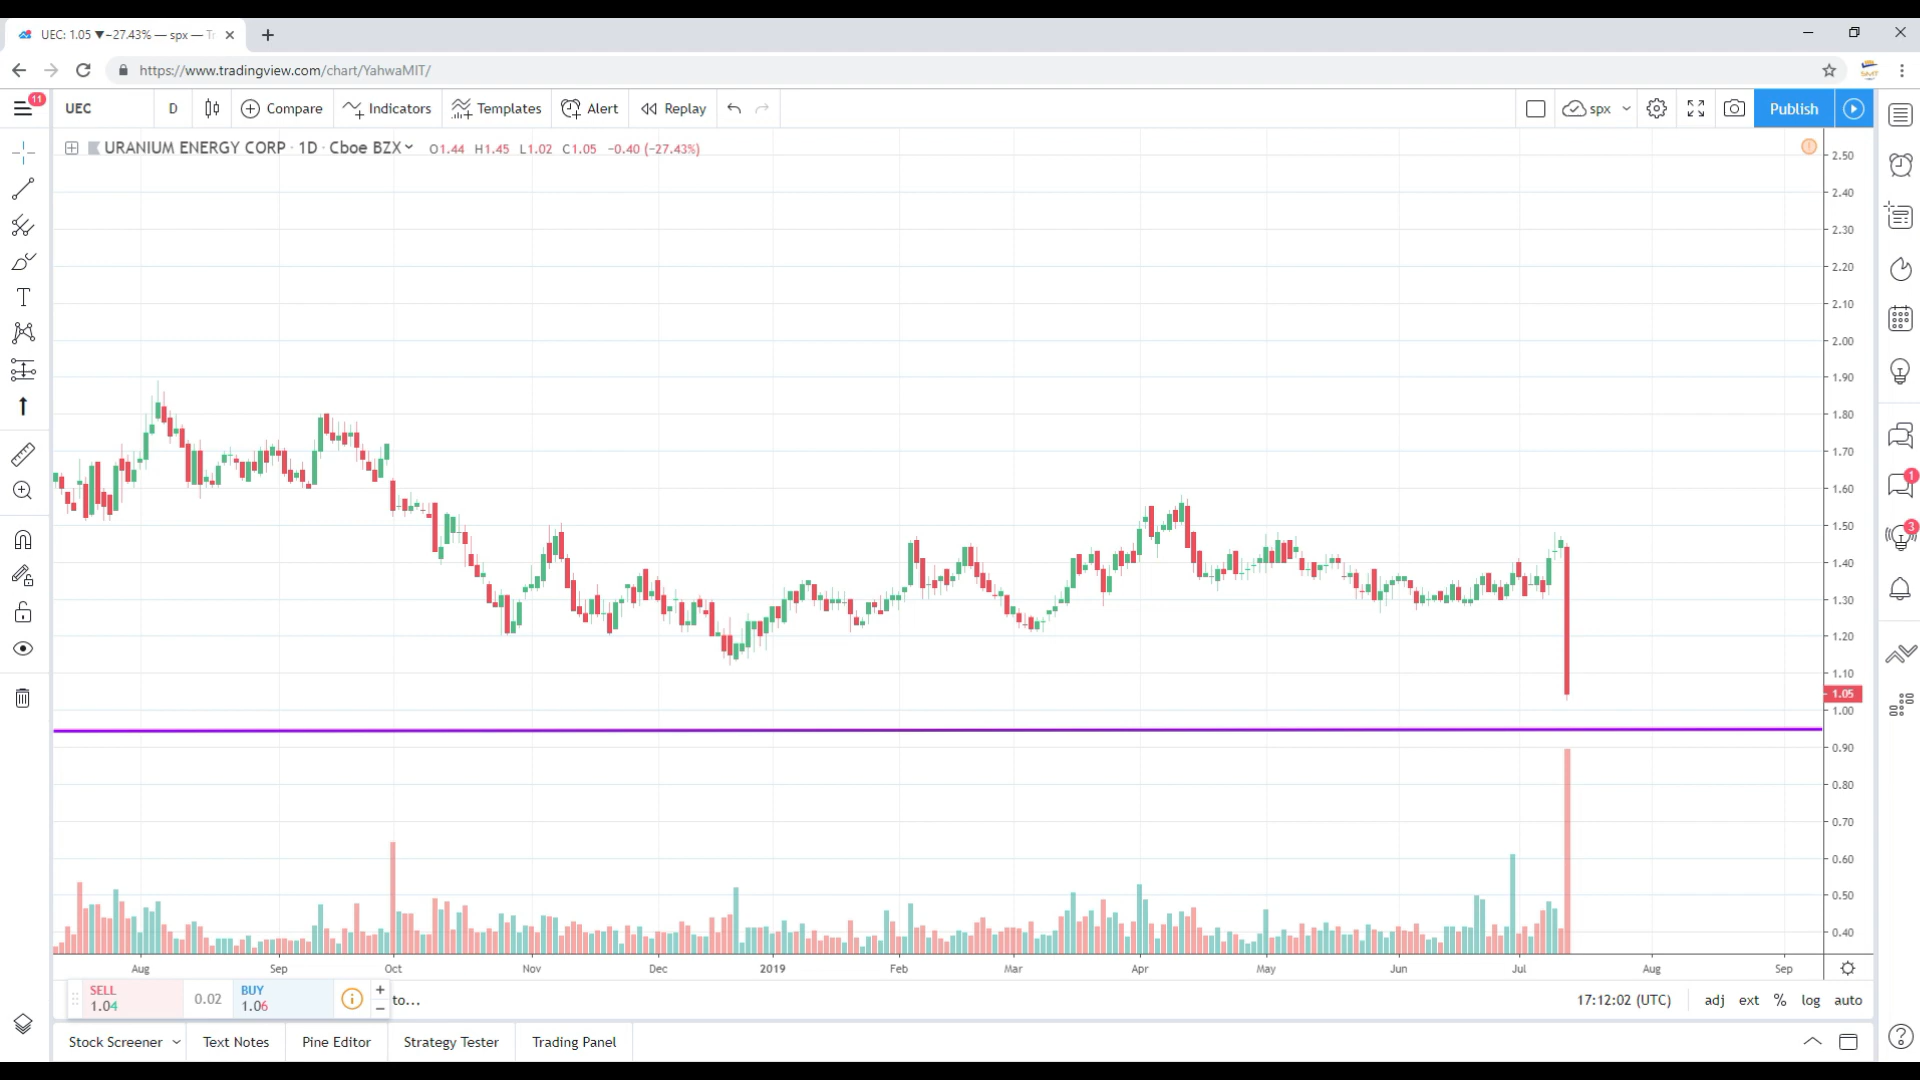 UEC: 1.05 ▼−27.43% — spx — Tr
https://www.tradingview.com/chart/YahwaMIT/
11
UEC D Compare Indicators Templates Alert Replay spx Publish
URANIUM ENERGY CORP · 1D · Cboe BZX O1.44 H1.45 L1.02 C1.05 −0.40 (−27.43%)
2.50
2.40
2.30
2.20
2.10
2.00
1.90
1.80
1.70
1.60
1.50
1.40
1.30
1.20
1.10
1.05
1.00
0.90
0.80
0.70
0.60
0.50
0.40
1
3
Aug Sep Oct Nov Dec 2019 Feb Mar Apr May Jun Jul Aug Sep
SELL
1.04
0.02
BUY
1.06
to...
17:12:02 (UTC) adj ext % log auto
Stock Screener Text Notes Pine Editor Strategy Tester Trading Panel